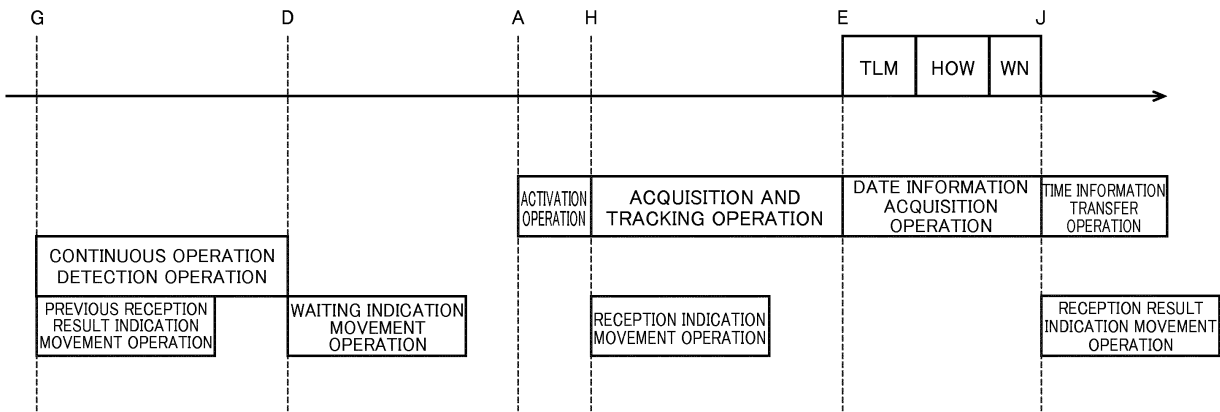 G D A H E J
TLM HOW WN
ACTIVATION
OPERATION
ACQUISITION AND
TRACKING OPERATION
DATE INFORMATION
ACQUISITION
OPERATION
TIME INFORMATION
TRANSFER
OPERATION
CONTINUOUS OPERATION
DETECTION OPERATION
PREVIOUS RECEPTION
RESULT INDICATION
MOVEMENT OPERATION
WAITING INDICATION
MOVEMENT
OPERATION
RECEPTION INDICATION
MOVEMENT OPERATION
RECEPTION RESULT
INDICATION MOVEMENT
OPERATION